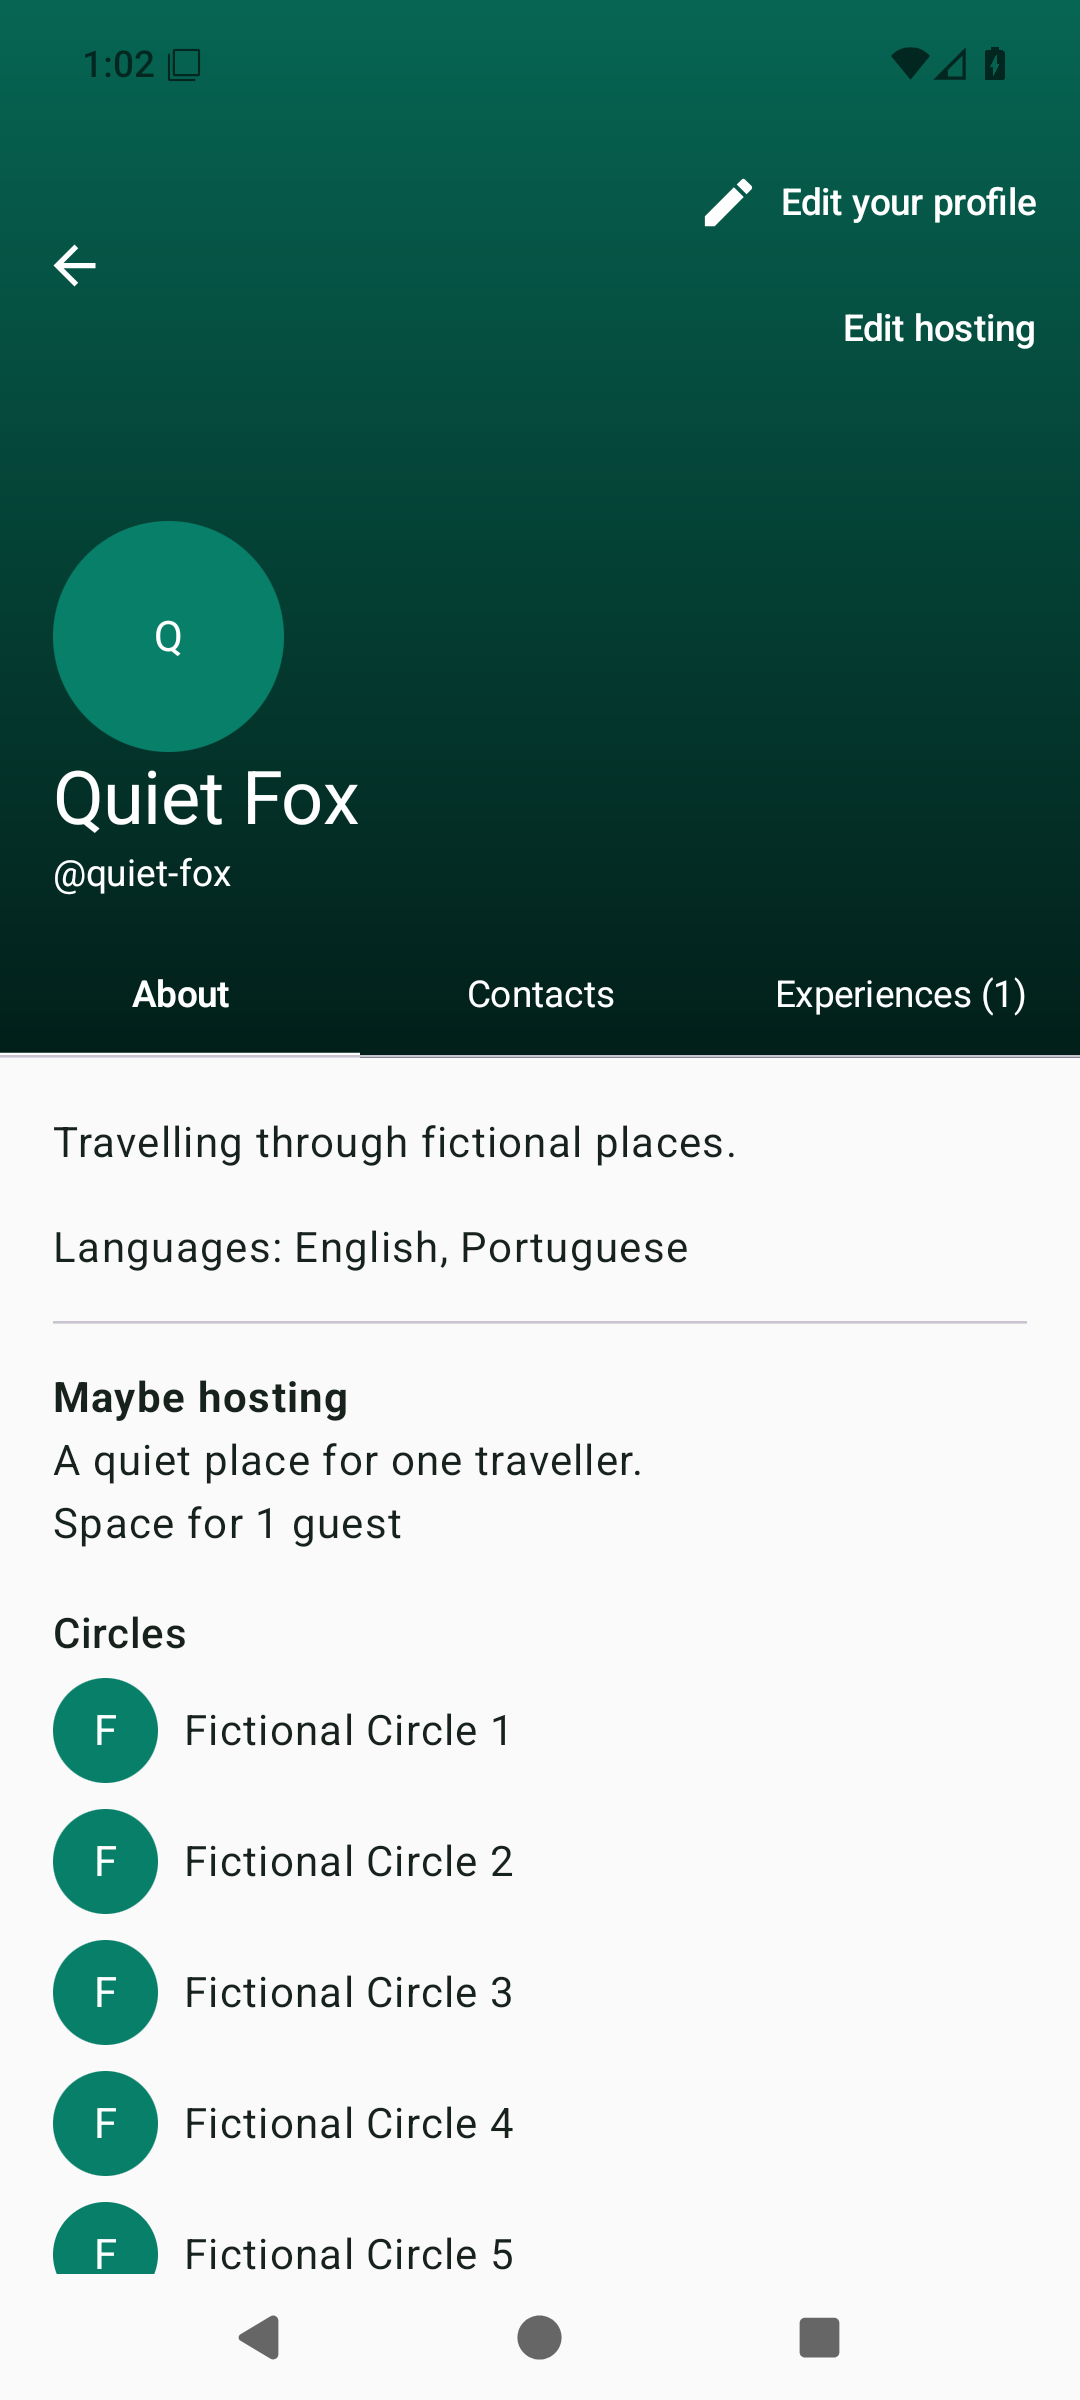 1:02
Edit your profile
Edit hosting
Q
Quiet Fox
@quiet-fox
About Contacts Experiences (1)
Travelling through fictional places.
Languages: English, Portuguese
Maybe hosting
A quiet place for one traveller.
Space for 1 guest
Circles
F Fictional Circle 1
F Fictional Circle 2
F Fictional Circle 3
F Fictional Circle 4
F Fictional Circle 5